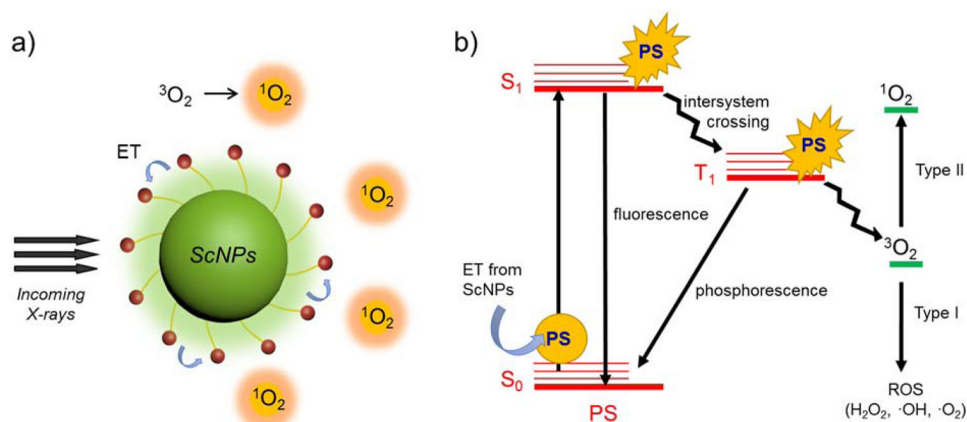 a)
³O₂ → ¹O₂
ET
¹O₂
ScNPs
Incoming
X-rays
¹O₂
¹O₂
b)
PS
S₁
intersystem
crossing
PS
T₁
¹O₂
Type II
fluorescence
³O₂
ET from
ScNPs
phosphorescence
Type I
PS
S₀
PS
ROS
(H₂O₂, ·OH, ·O₂)